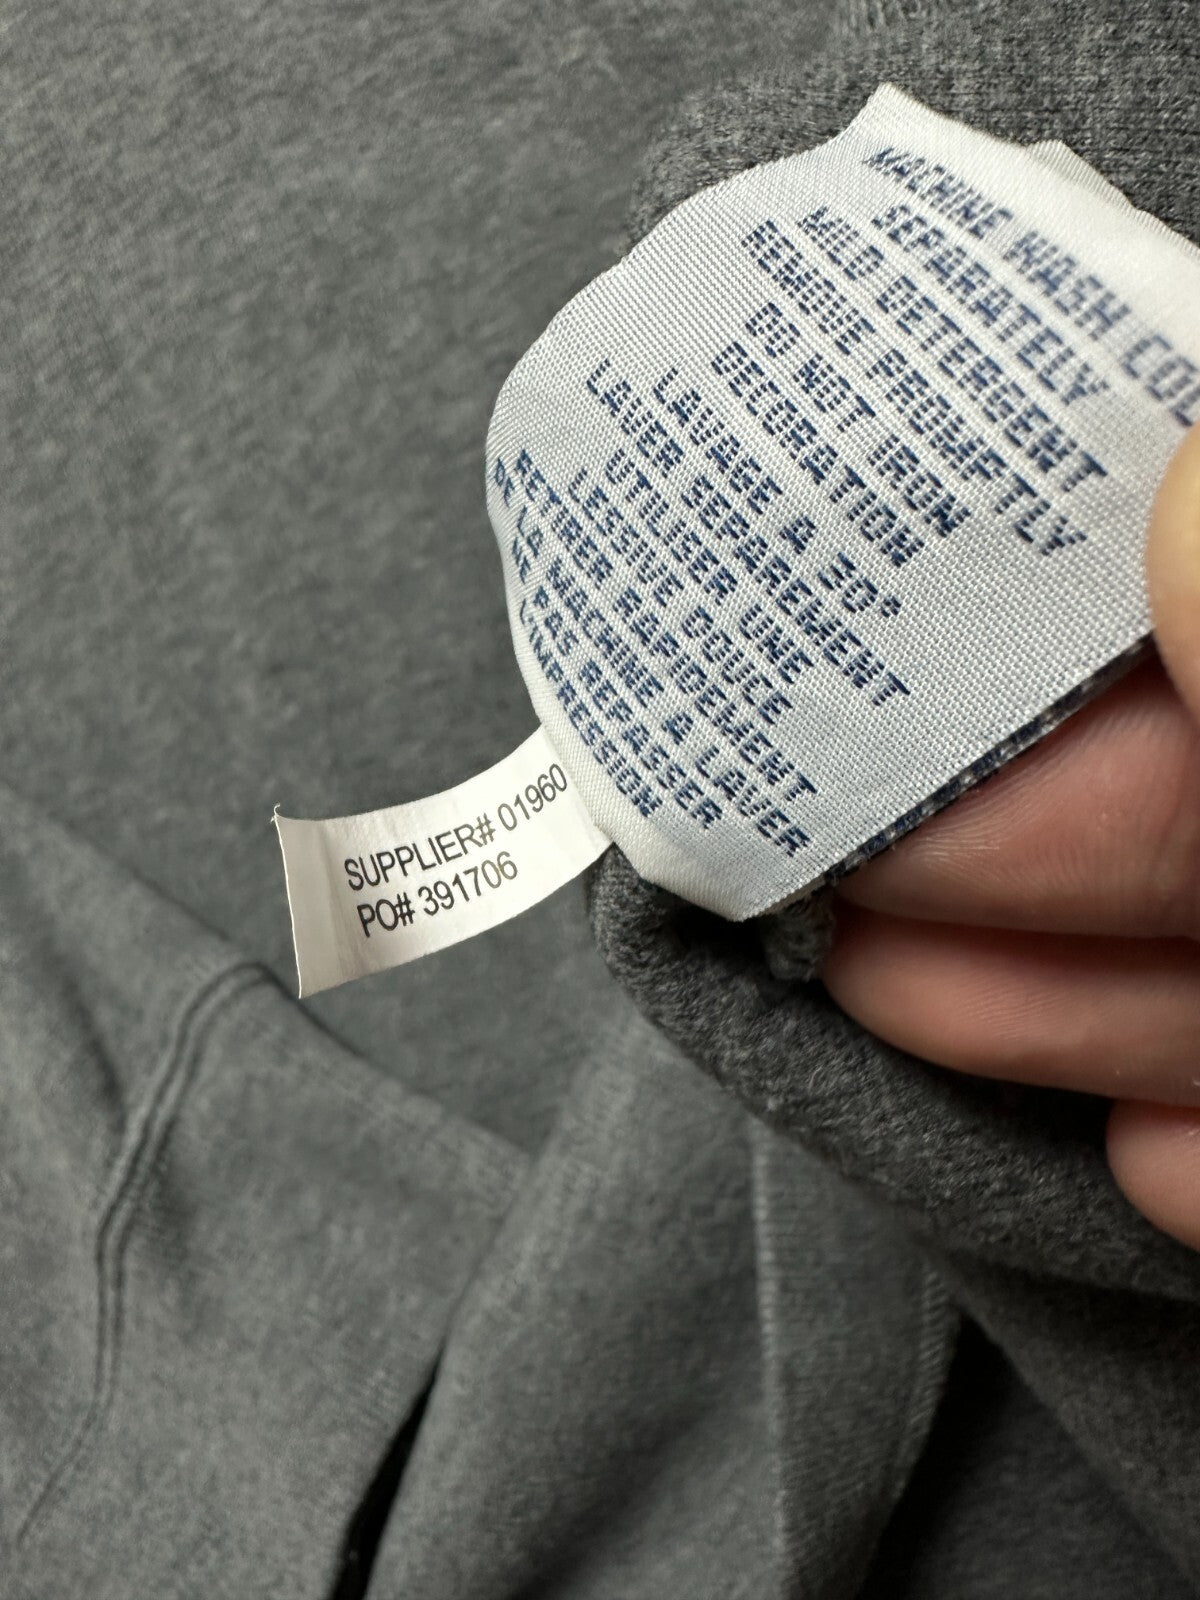 MACHINE WASH COL
SEPARATELY
MILD DETERGENT
REMOVE PROMPTLY
DO NOT IRON
DECORATION
LAVAGE A 30°
LAVER SEPAREMENT
UTILISER UNE
LESSIVE DOUCE
RETIRER RAPIDEMENT
DE LA MACHINE A LAVER
NE PAS REPASSER
L'IMPRESSION
SUPPLIER# 01960
PO# 391706